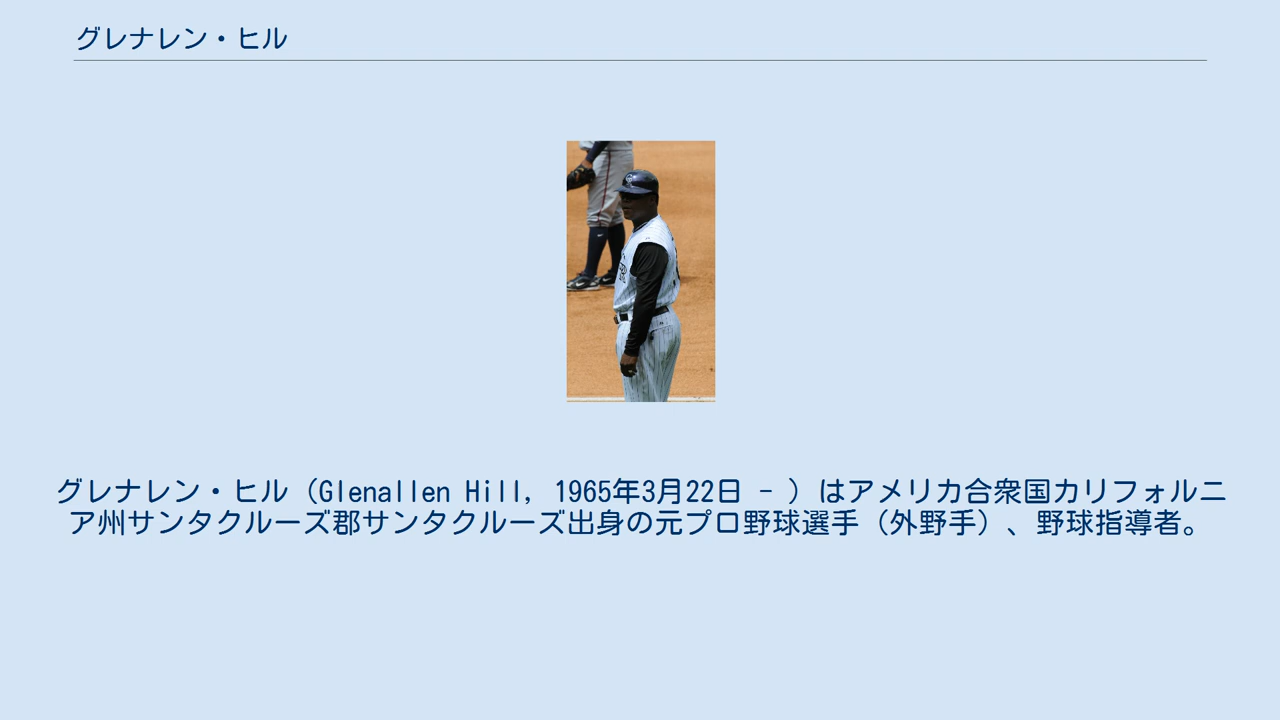 グレナレン・ヒル
グレナレン・ヒル（Glenallen Hill, 1965年3月22日 - ）はアメリカ合衆国カリフォルニ
ア州サンタクルーズ郡サンタクルーズ出身の元プロ野球選手（外野手）、野球指導者。